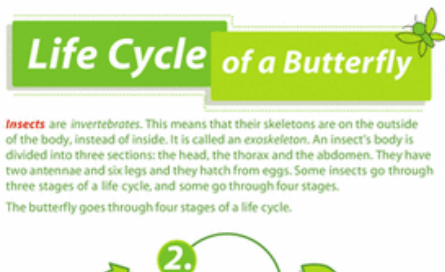 Life Cycle of a Butterfly
Insects are invertebrates. This means that their skeletons are on the outside
of the body, instead of inside. It is called an exoskeleton. An insect's body is
divided into three sections: the head, the thorax and the abdomen. They have
two antennae and six legs and they hatch from eggs. Some insects go through
three stages of a life cycle, and some go through four stages.
The butterfly goes through four stages of a life cycle.
2.